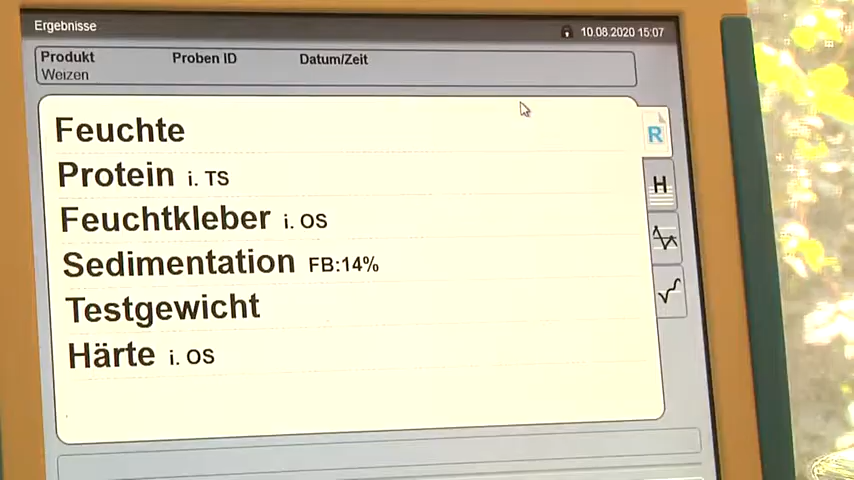 Ergebnisse
10.08.2020 15:07
Produkt Proben ID Datum/Zeit
Weizen
Feuchte
Protein i. TS
Feuchtkleber i. OS
Sedimentation FB:14%
Testgewicht
Härte i. OS
R
H